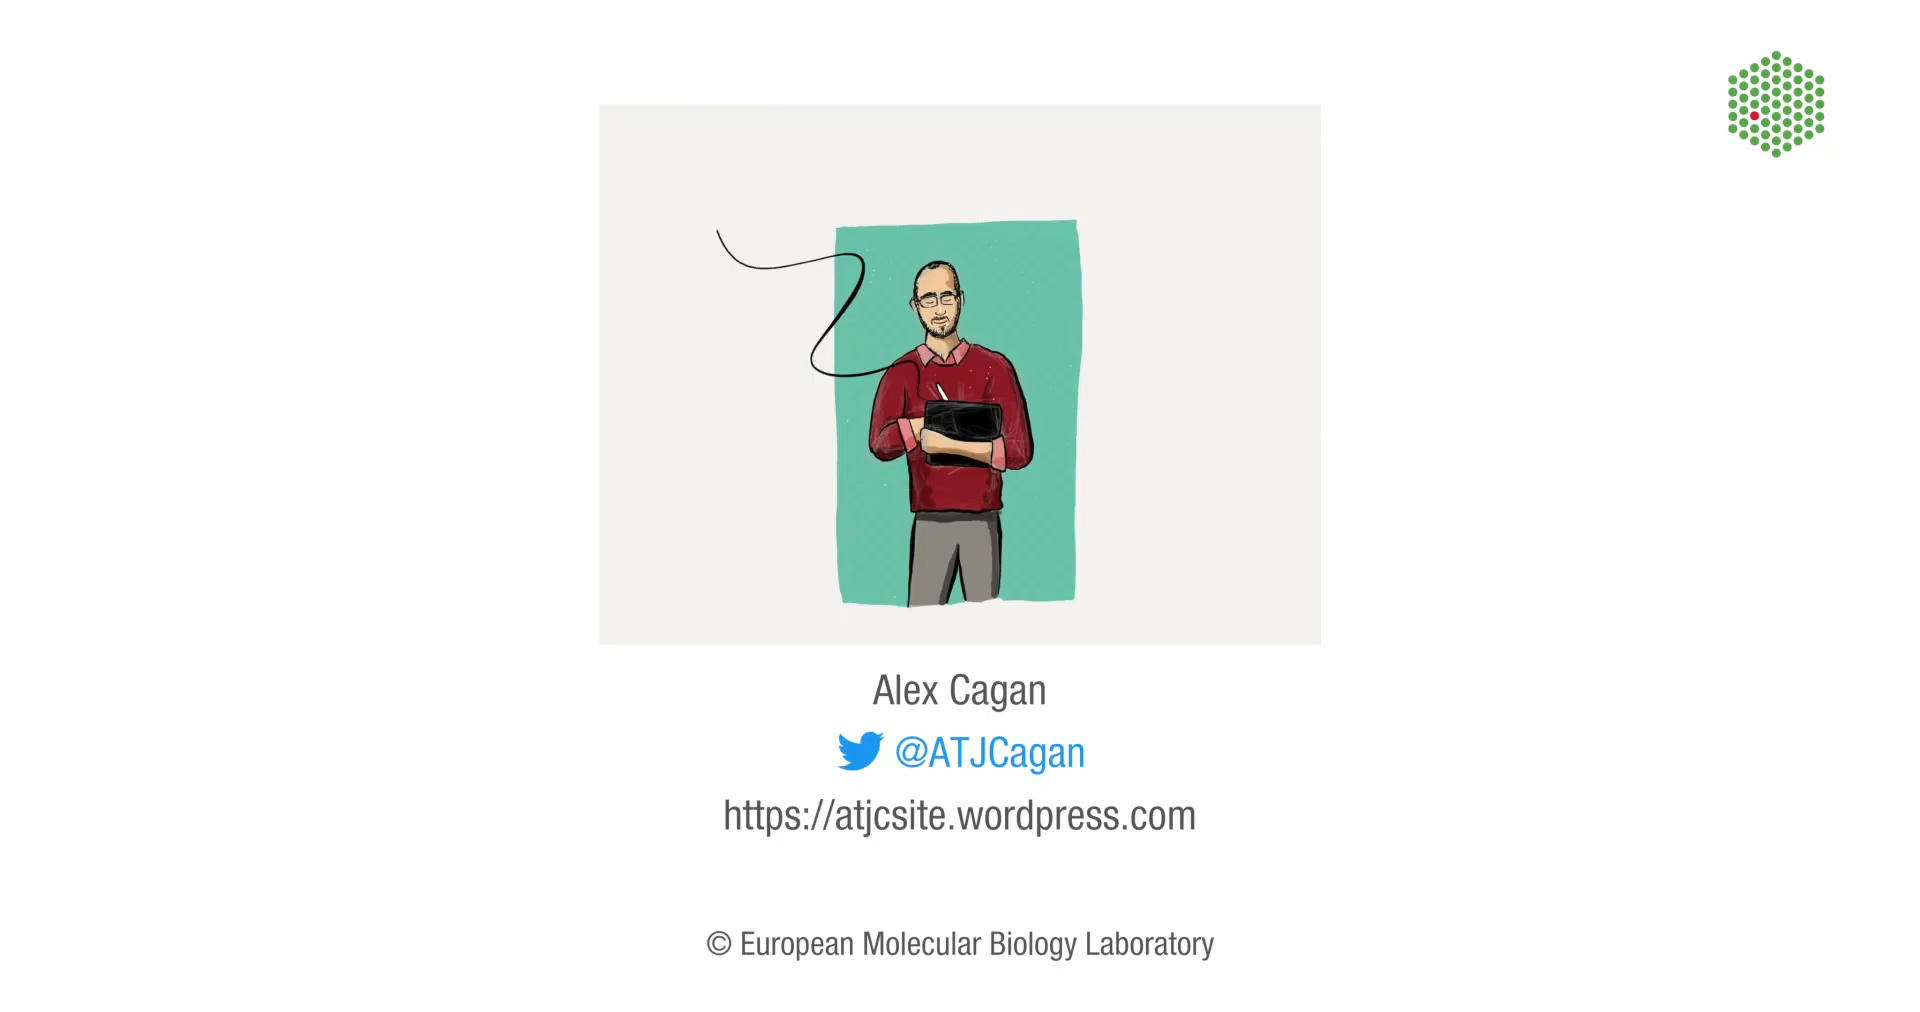 Alex Cagan
@ATJCagan
https://atjcsite.wordpress.com
© European Molecular Biology Laboratory